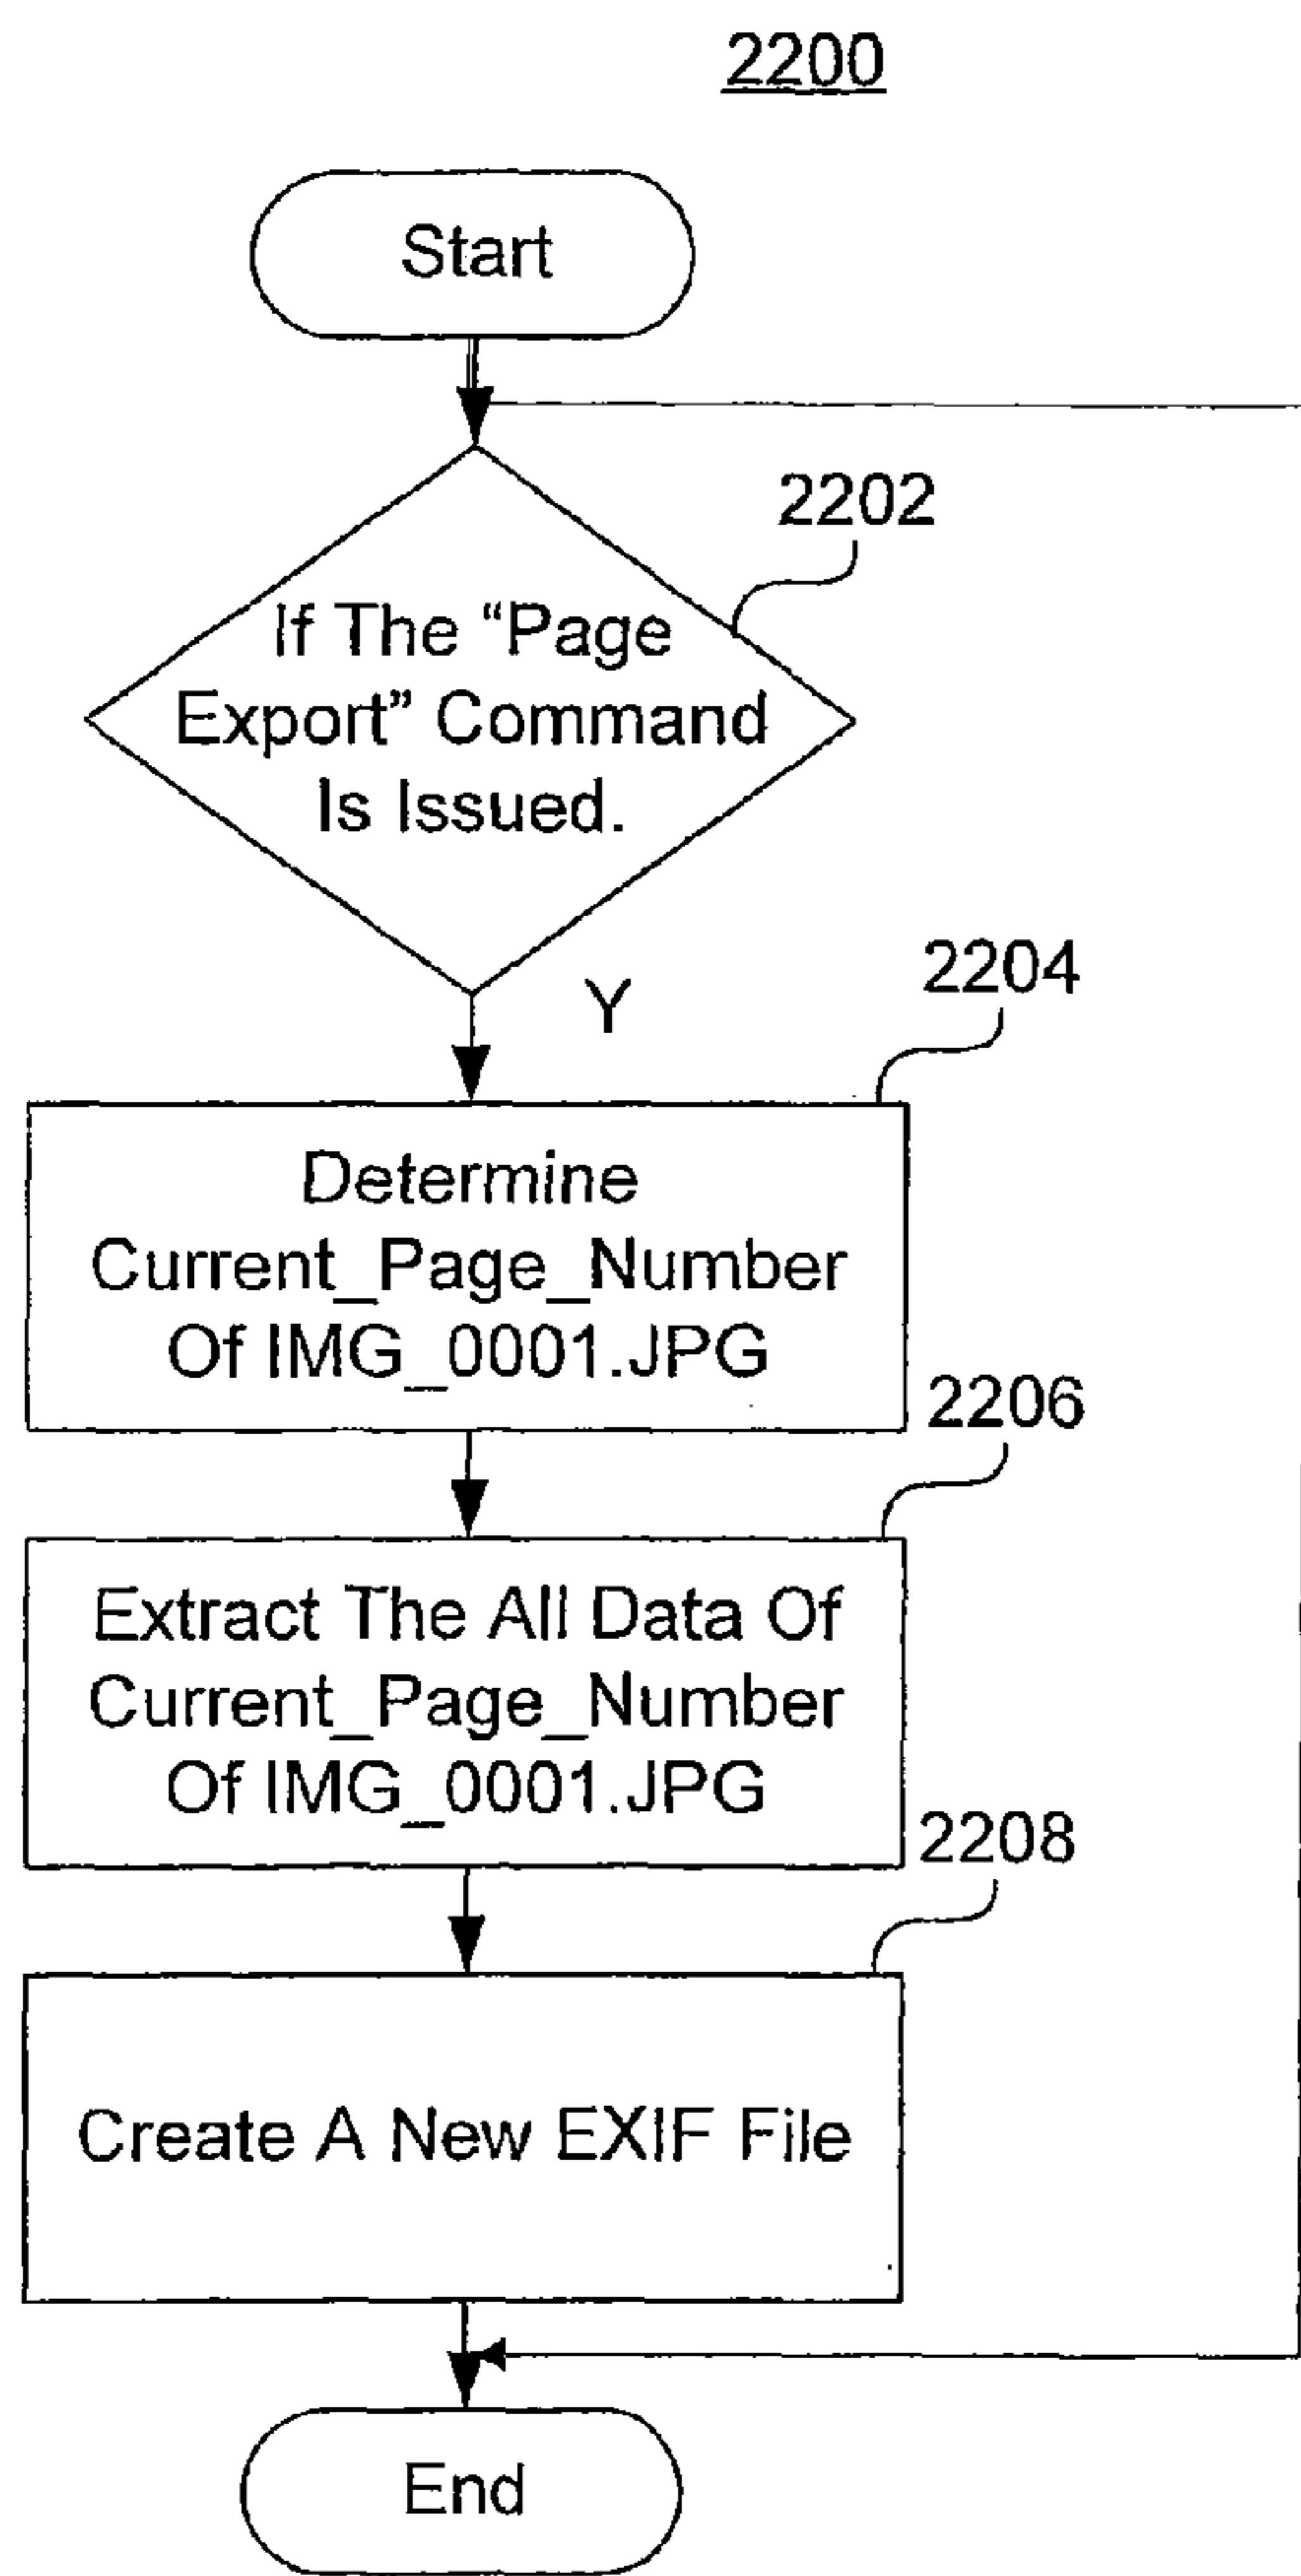 2200
Start
2202
If The “Page
Export” Command
Is Issued.
Y
2204
Determine
Current_Page_Number
Of IMG_0001.JPG
2206
Extract The All Data Of
Current_Page_Number
Of IMG_0001.JPG
2208
Create A New EXIF File
End